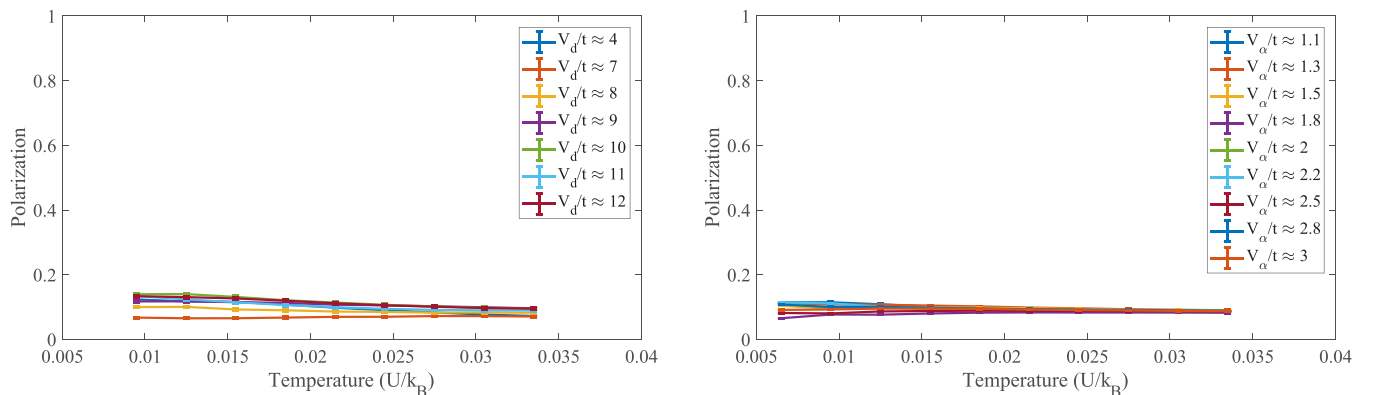 1
0.8
0.6
0.4
0.2
0
Polarization
0.005
0.01
0.015
0.02
0.025
0.03
0.035
0.04
Temperature (U/k_B)
V_d/t ≈ 4
V_d/t ≈ 7
V_d/t ≈ 8
V_d/t ≈ 9
V_d/t ≈ 10
V_d/t ≈ 11
V_d/t ≈ 12
1
0.8
0.6
0.4
0.2
0
Polarization
0.005
0.01
0.015
0.02
0.025
0.03
0.035
0.04
Temperature (U/k_B)
V_α/t ≈ 1.1
V_α/t ≈ 1.3
V_α/t ≈ 1.5
V_α/t ≈ 1.8
V_α/t ≈ 2
V_α/t ≈ 2.2
V_α/t ≈ 2.5
V_α/t ≈ 2.8
V_α/t ≈ 3